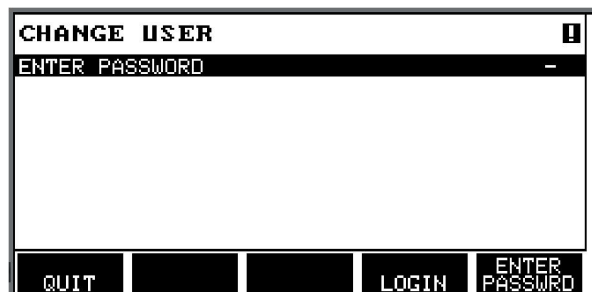 CHANGE USER
ENTER PASSWORD -
QUIT
LOGIN
ENTER
PASSWRD